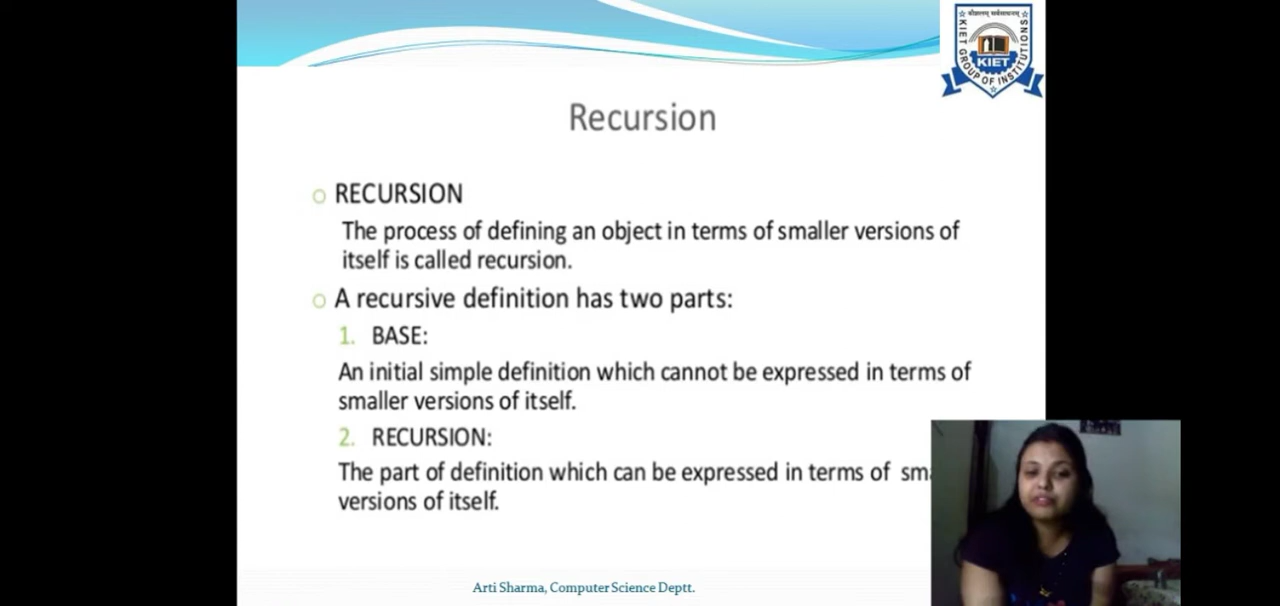 KIET GROUP OF INSTITUTIONS
KIET
Recursion
RECURSION
The process of defining an object in terms of smaller versions of
itself is called recursion.
A recursive definition has two parts:
1. BASE:
An initial simple definition which cannot be expressed in terms of
smaller versions of itself.
2. RECURSION:
The part of definition which can be expressed in terms of sm
versions of itself.
Arti Sharma, Computer Science Deptt.